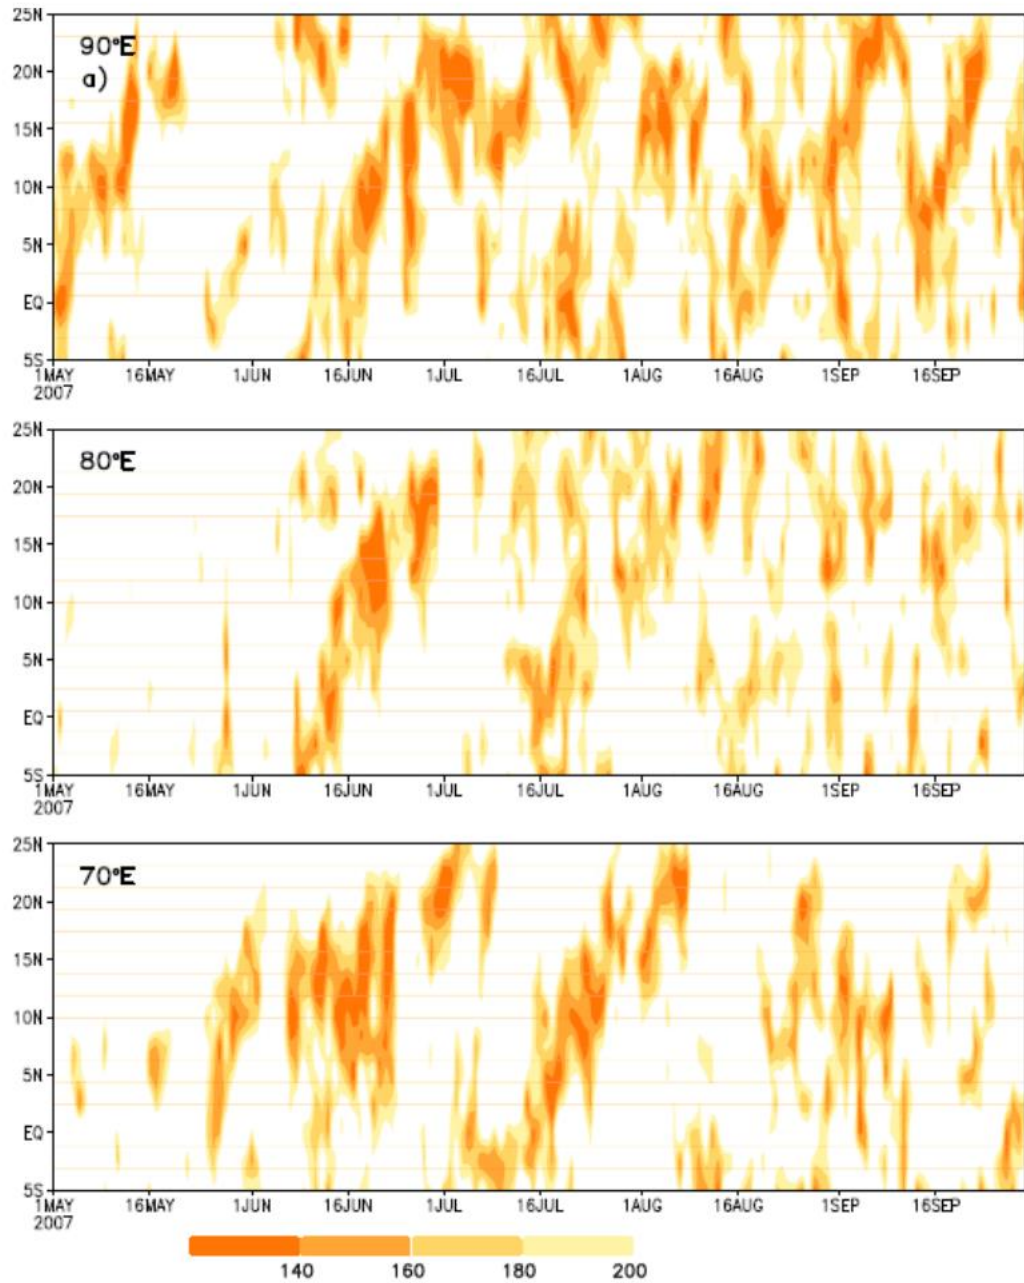 25N
90°E
a)
20N
15N
10N
5N
EQ
5S
1MAY 16MAY 1JUN 16JUN 1JUL 16JUL 1AUG 16AUG 1SEP 16SEP
2007
25N
80°E
20N
15N
10N
5N
EQ
5S
1MAY 16MAY 1JUN 16JUN 1JUL 16JUL 1AUG 16AUG 1SEP 16SEP
2007
25N
70°E
20N
15N
10N
5N
EQ
5S
1MAY 16MAY 1JUN 16JUN 1JUL 16JUL 1AUG 16AUG 1SEP 16SEP
2007
140 160 180 200